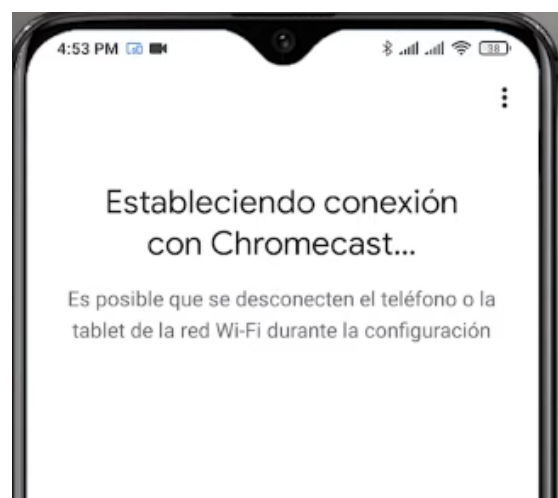 4:53 PM
38
Estableciendo conexión
con Chromecast...
Es posible que se desconecten el teléfono o la
tablet de la red Wi-Fi durante la configuración